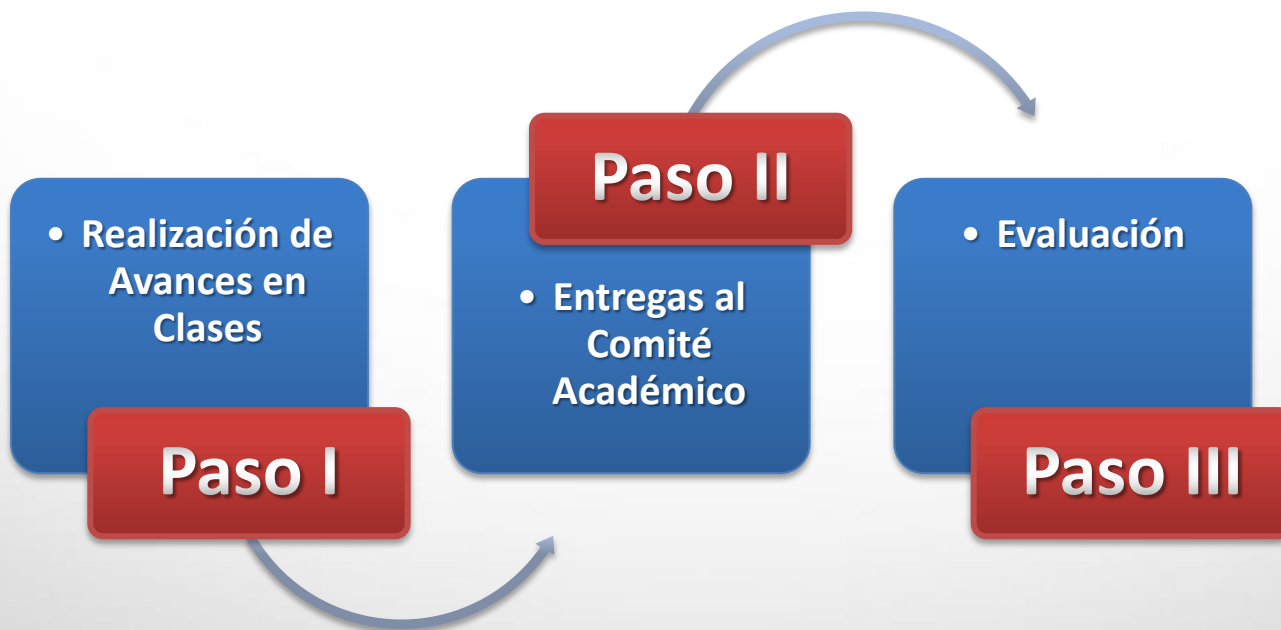 • Realización de
Avances en
Clases
Paso I
Paso II
• Entregas al
Comité
Académico
• Evaluación
Paso III